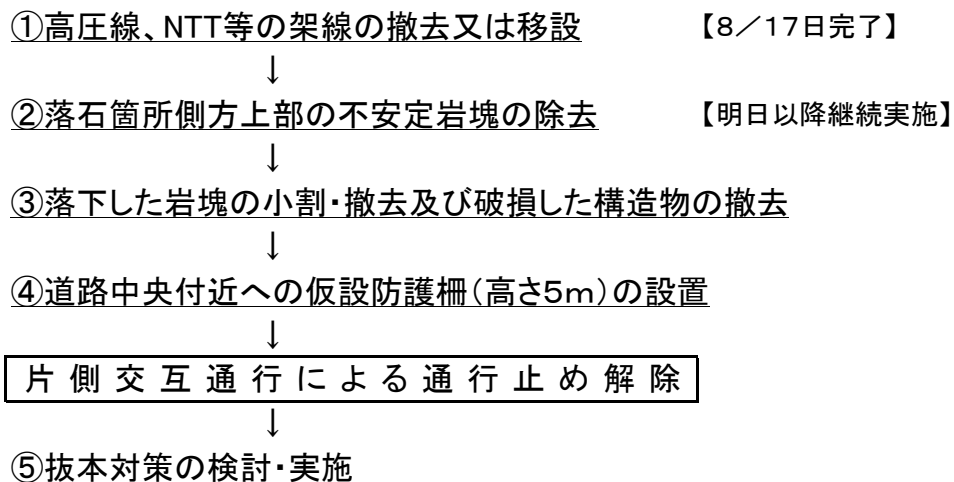 ①高圧線、NTT等の架線の撤去又は移設　【８／１７日完了】
↓
②落石箇所側方上部の不安定岩塊の除去　【明日以降継続実施】
↓
③落下した岩塊の小割・撤去及び破損した構造物の撤去
↓
④道路中央付近への仮設防護柵（高さ５ｍ）の設置
↓
片側交互通行による通行止め解除
↓
⑤抜本対策の検討・実施